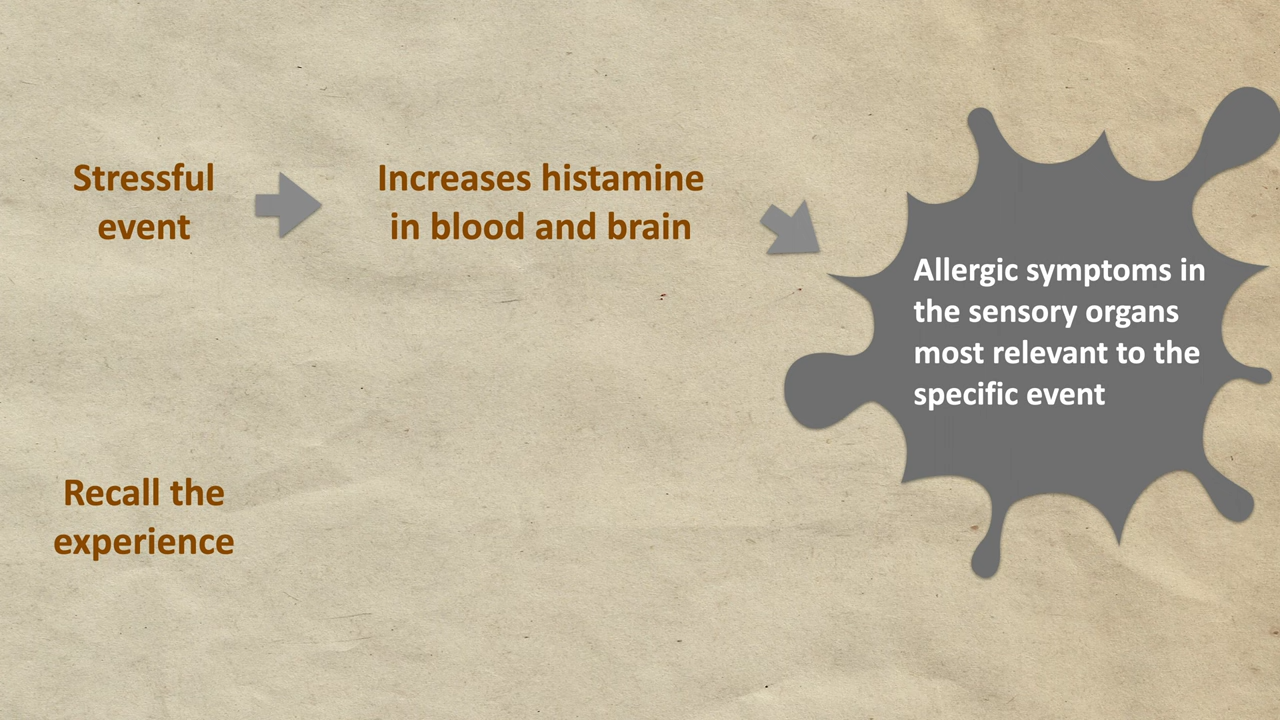 Stressful
event
Increases histamine
in blood and brain
Allergic symptoms in
the sensory organs
most relevant to the
specific event
Recall the
experience